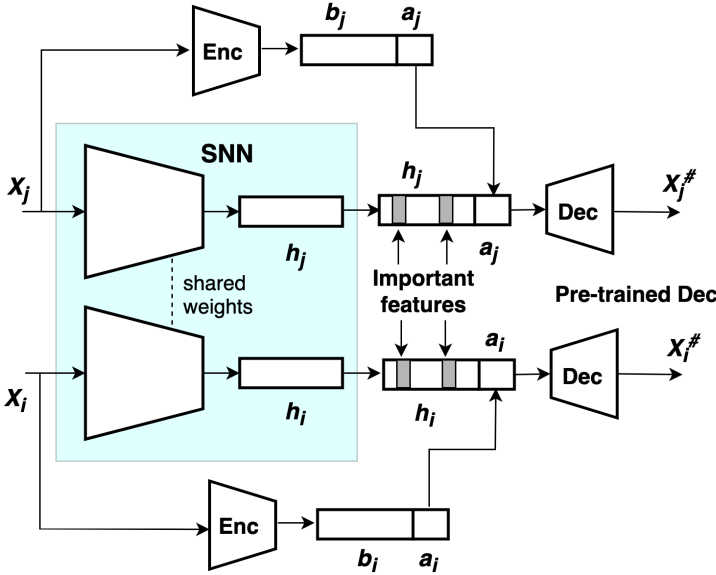 b_j a_j
Enc
SNN
X_j
h_j
h_j
a_j
Dec
X_j^#
shared
weights
Important
features
Pre-trained Dec
X_i
h_i
a_i
h_i
Dec
X_i^#
Enc
b_i a_i